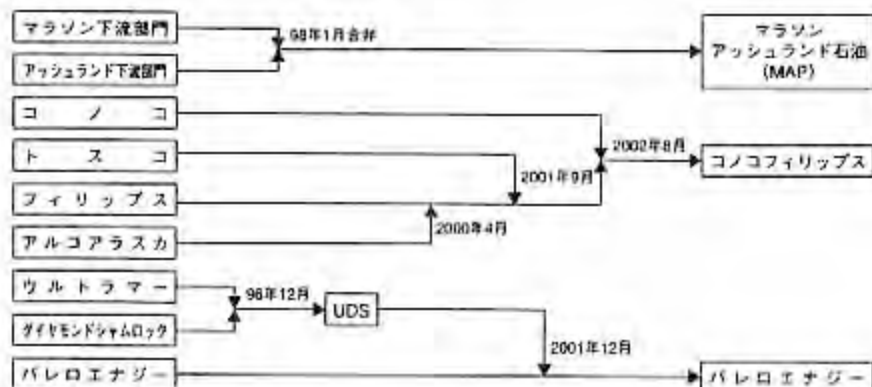 マラソン下流部門
アッシュランド下流部門
98年1月合弁
マラソン
アッシュランド石油
(MAP)
コノコ
トスコ
フィリップス
アルコアラスカ
2000年4月
2001年9月
2002年8月
コノコフィリップス
ウルトラマー
ダイヤモンドシャムロック
96年12月
UDS
バレロエナジー
2001年12月
バレロエナジー